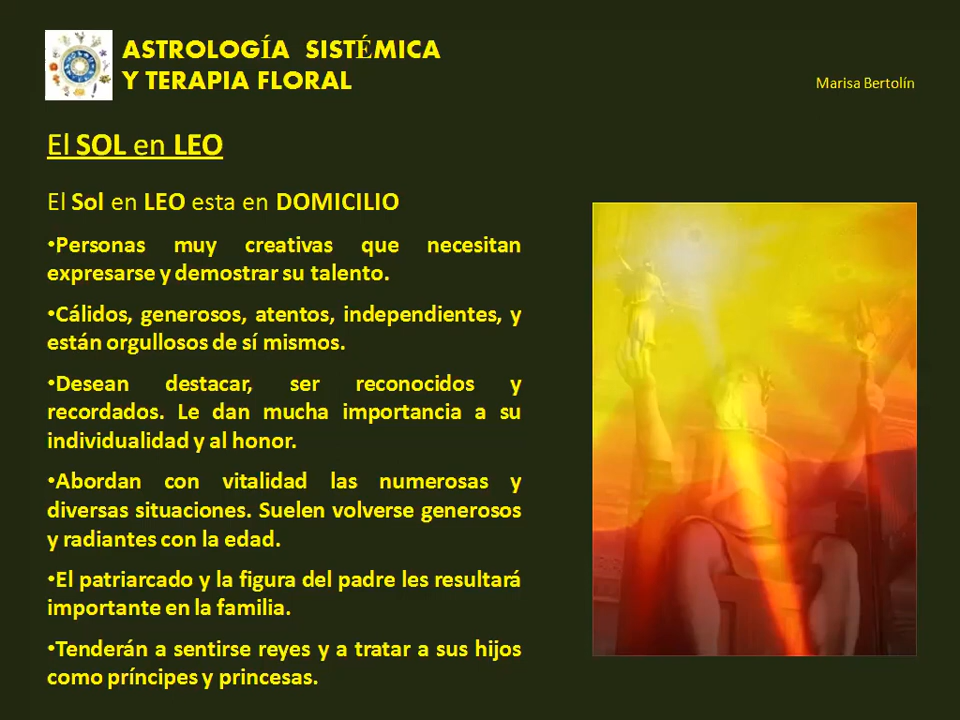 ASTROLOGÍA SISTÉMICA
Y TERAPIA FLORAL
Marisa Bertolín
El SOL en LEO
El Sol en LEO esta en DOMICILIO
•Personas muy creativas que necesitan
expresarse y demostrar su talento.
•Cálidos, generosos, atentos, independientes, y
están orgullosos de sí mismos.
•Desean destacar, ser reconocidos y
recordados. Le dan mucha importancia a su
individualidad y al honor.
•Abordan con vitalidad las numerosas y
diversas situaciones. Suelen volverse generosos
y radiantes con la edad.
•El patriarcado y la figura del padre les resultará
importante en la familia.
•Tenderán a sentirse reyes y a tratar a sus hijos
como príncipes y princesas.